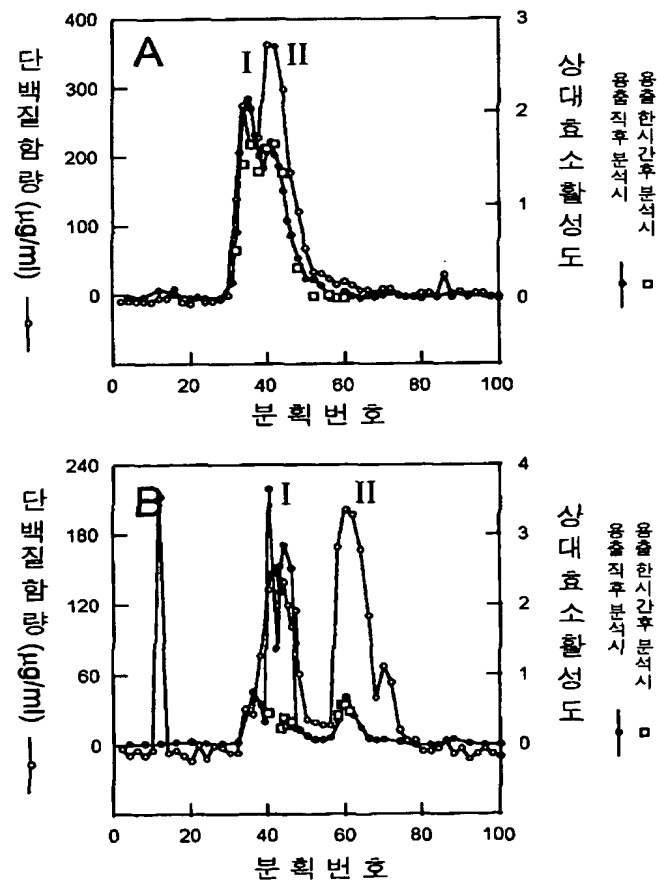 A
I
II
400
300
200
100
0
3
2
1
0
0
20
40
60
80
100
분획번호
단백질함량 (μg/ml)
상대효소활성도
용출 직후 분석시
용출 한시간후 분석시
B
I
II
240
180
120
60
0
4
3
2
1
0
0
20
40
60
80
100
분획번호
단백질함량 (μg/ml)
상대효소활성도
용출 직후 분석시
용출 한시간후 분석시